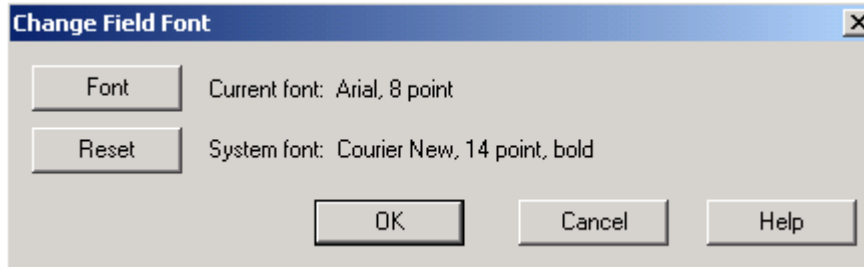 Change Field Font
Font Current font: Arial, 8 point
Reset System font: Courier New, 14 point, bold
OK Cancel Help